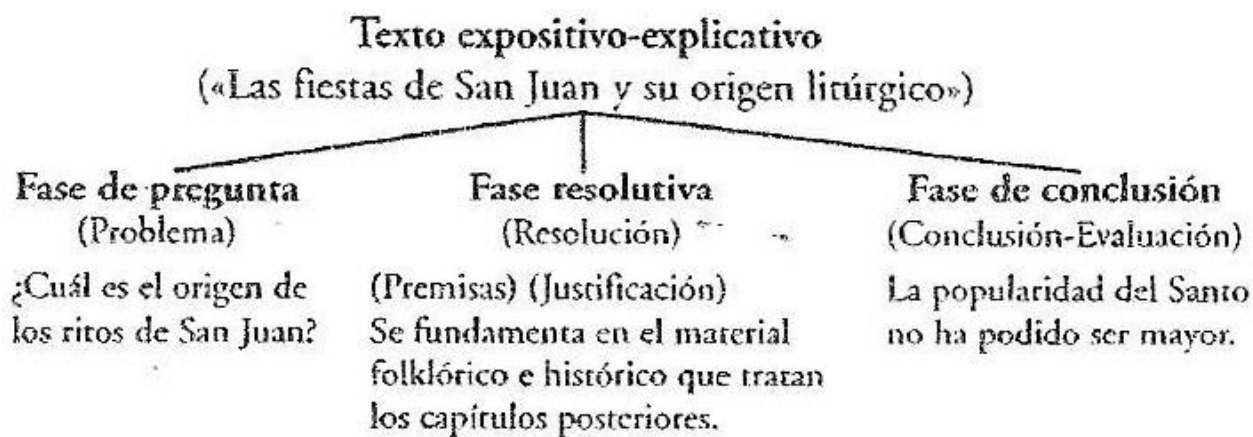 Texto expositivo-explicativo
(«Las fiestas de San Juan y su origen litúrgico»)
Fase de pregunta
(Problema)
¿Cuál es el origen de
los ritos de San Juan?
Fase resolutiva
(Resolución)
(Premisas) (Justificación)
Se fundamenta en el material
folklórico e histórico que tratan
los capítulos posteriores.
Fase de conclusión
(Conclusión-Evaluación)
La popularidad del Santo
no ha podido ser mayor.